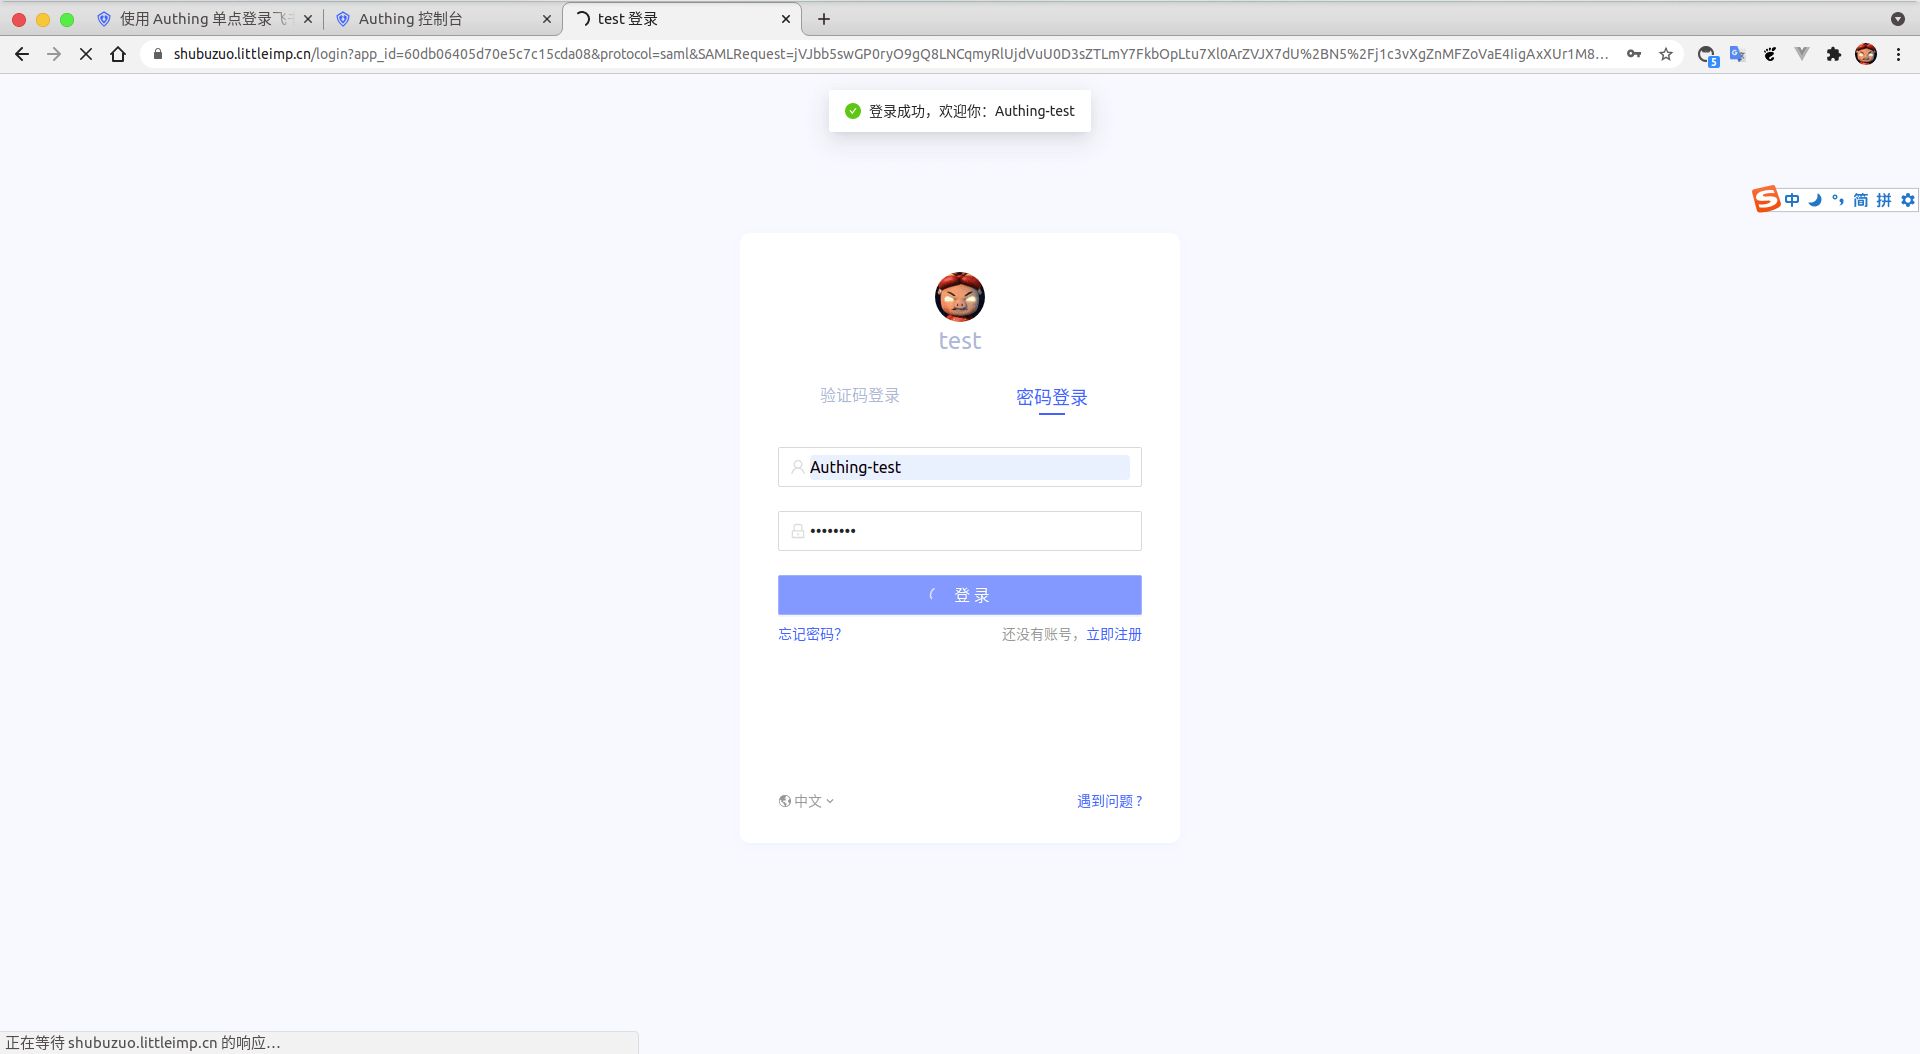 使用 Authing 单点登录飞
Authing 控制台
test 登录
shubuzuo.littleimp.cn/login?app_id=60db06405d70e5c7c15cda08&protocol=saml&SAMLRequest=jVJbb5swGP0ryO9gQ8LNCqmyRlUjdVuU0D3sZTLmY7FkbOpLtu7Xl0ArZVJX7dU%2BN5%2Fj1c3vXgZnMFZoVaE4IigAxXUr1M8...
5
登录成功，欢迎你：Authing-test
中 简 拼
test
验证码登录 密码登录
Authing-test
••••••••
登 录
忘记密码？ 还没有账号，立即注册
中文 遇到问题？
正在等待 shubuzuo.littleimp.cn 的响应...